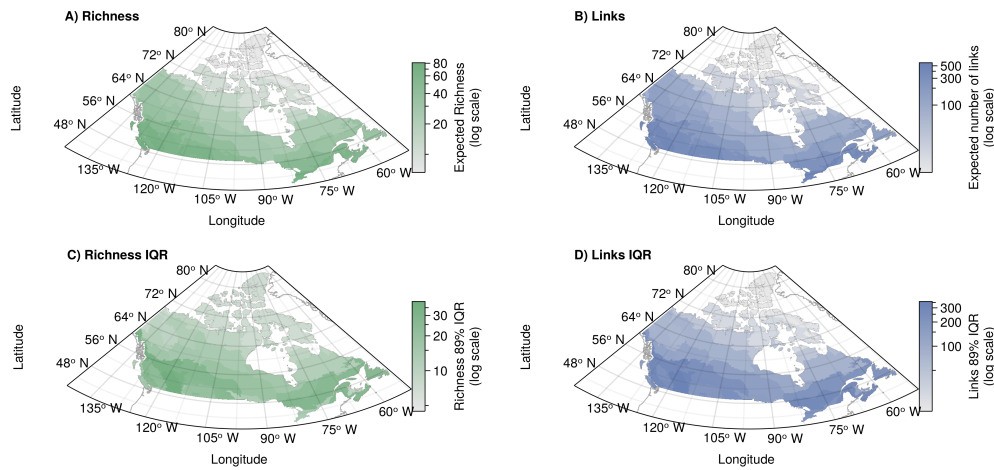 A) Richness
80° N
72° N
64° N
56° N
48° N
Latitude
135° W
120° W
105° W
90° W
75° W
60° W
Longitude
80
60
40
20
Expected Richness
(log scale)
B) Links
80° N
72° N
64° N
56° N
48° N
Latitude
135° W
120° W
105° W
90° W
75° W
60° W
Longitude
500
300
100
Expected number of links
(log scale)
C) Richness IQR
80° N
72° N
64° N
56° N
48° N
Latitude
135° W
120° W
105° W
90° W
75° W
60° W
Longitude
30
20
10
Richness 89% IQR
(log scale)
D) Links IQR
80° N
72° N
64° N
56° N
48° N
Latitude
135° W
120° W
105° W
90° W
75° W
60° W
Longitude
300
200
100
Links 89% IQR
(log scale)